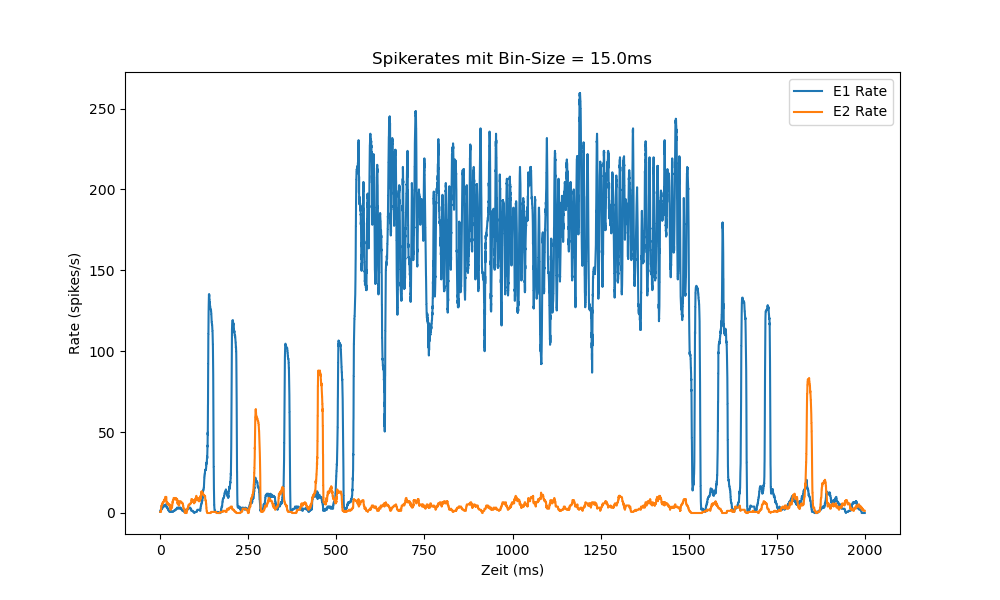 Spikerates mit Bin-Size = 15.0ms
E1 Rate
E2 Rate
250
200
150
100
50
0
Rate (spikes/s)
0 250 500 750 1000 1250 1500 1750 2000
Zeit (ms)